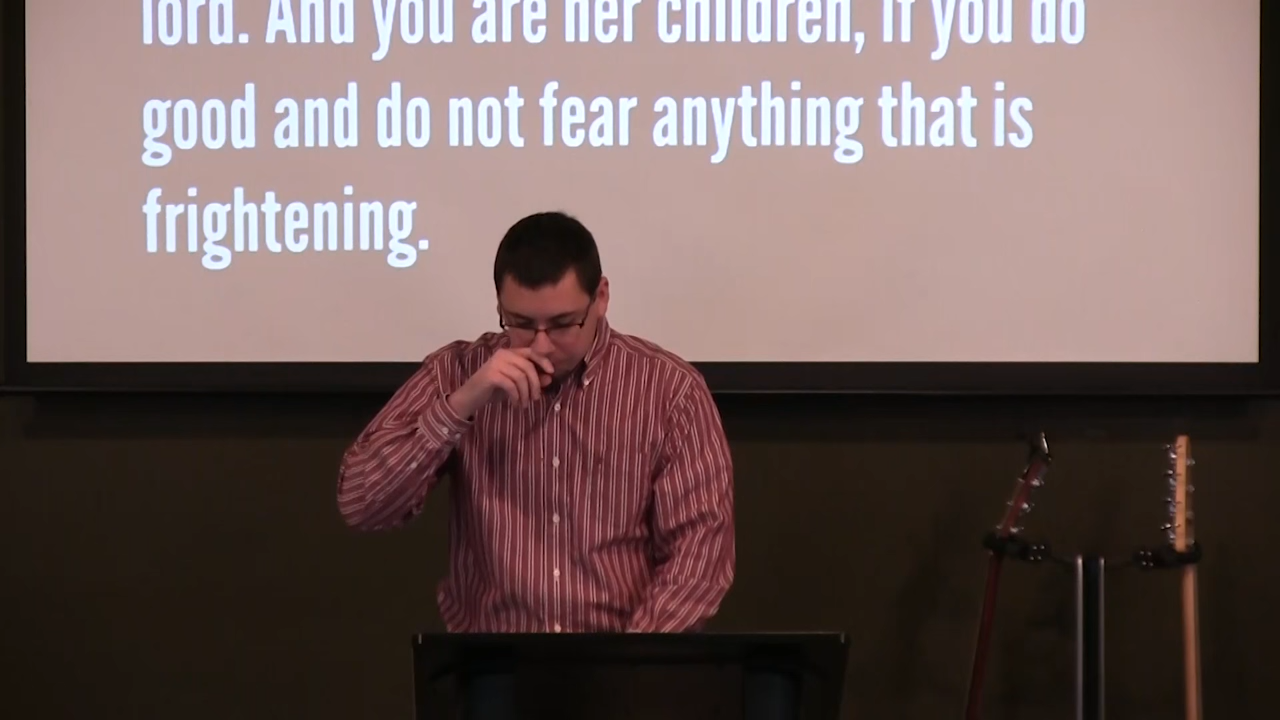 lord. And you are her children, if you do
good and do not fear anything that is
frightening.